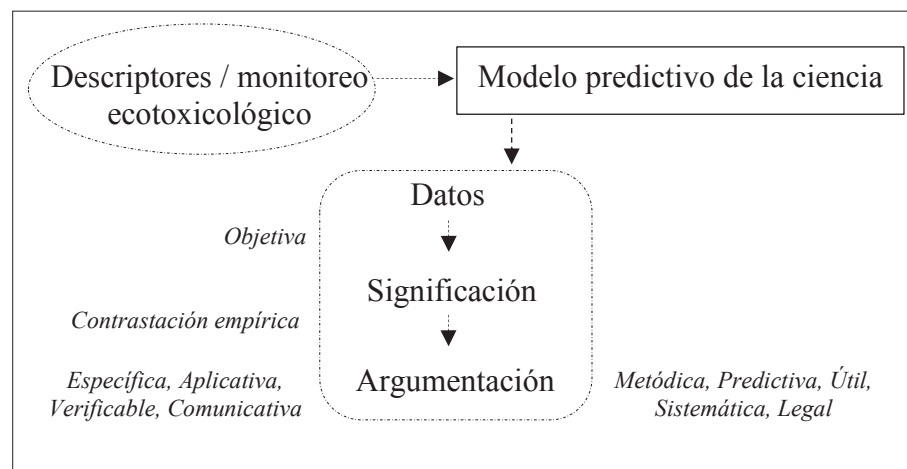 Descriptores / monitoreo
ecotoxicológico
Modelo predictivo de la ciencia
Datos
Objetiva
Significación
Contrastación empírica
Argumentación
Específica, Aplicativa,
Verificable, Comunicativa
Metódica, Predictiva, Útil,
Sistemática, Legal